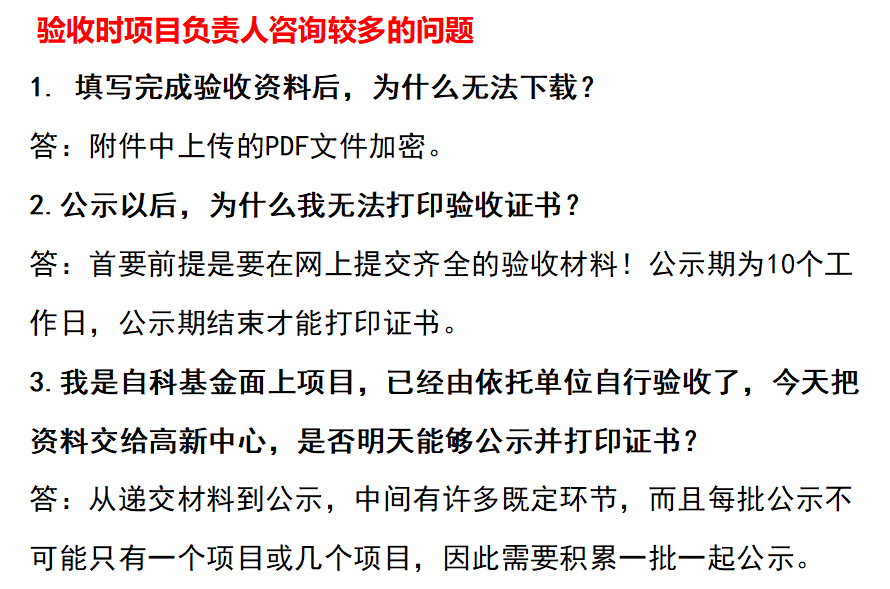 验收时项目负责人咨询较多的问题
1. 填写完成验收资料后，为什么无法下载？
答：附件中上传的PDF文件加密。
2.公示以后，为什么我无法打印验收证书？
答：首要前提是要在网上提交齐全的验收材料！公示期为10个工
作日，公示期结束才能打印证书。
3.我是自科基金面上项目，已经由依托单位自行验收了，今天把
资料交给高新中心，是否明天能够公示并打印证书？
答：从递交材料到公示，中间有许多既定环节，而且每批公示不
可能只有一个项目或几个项目，因此需要积累一批一起公示。